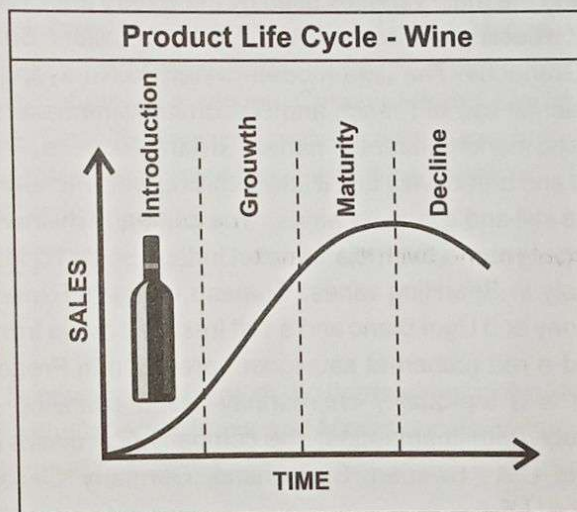 Product Life Cycle - Wine
Introduction
Grouwth
Maturity
Decline
SALES
TIME